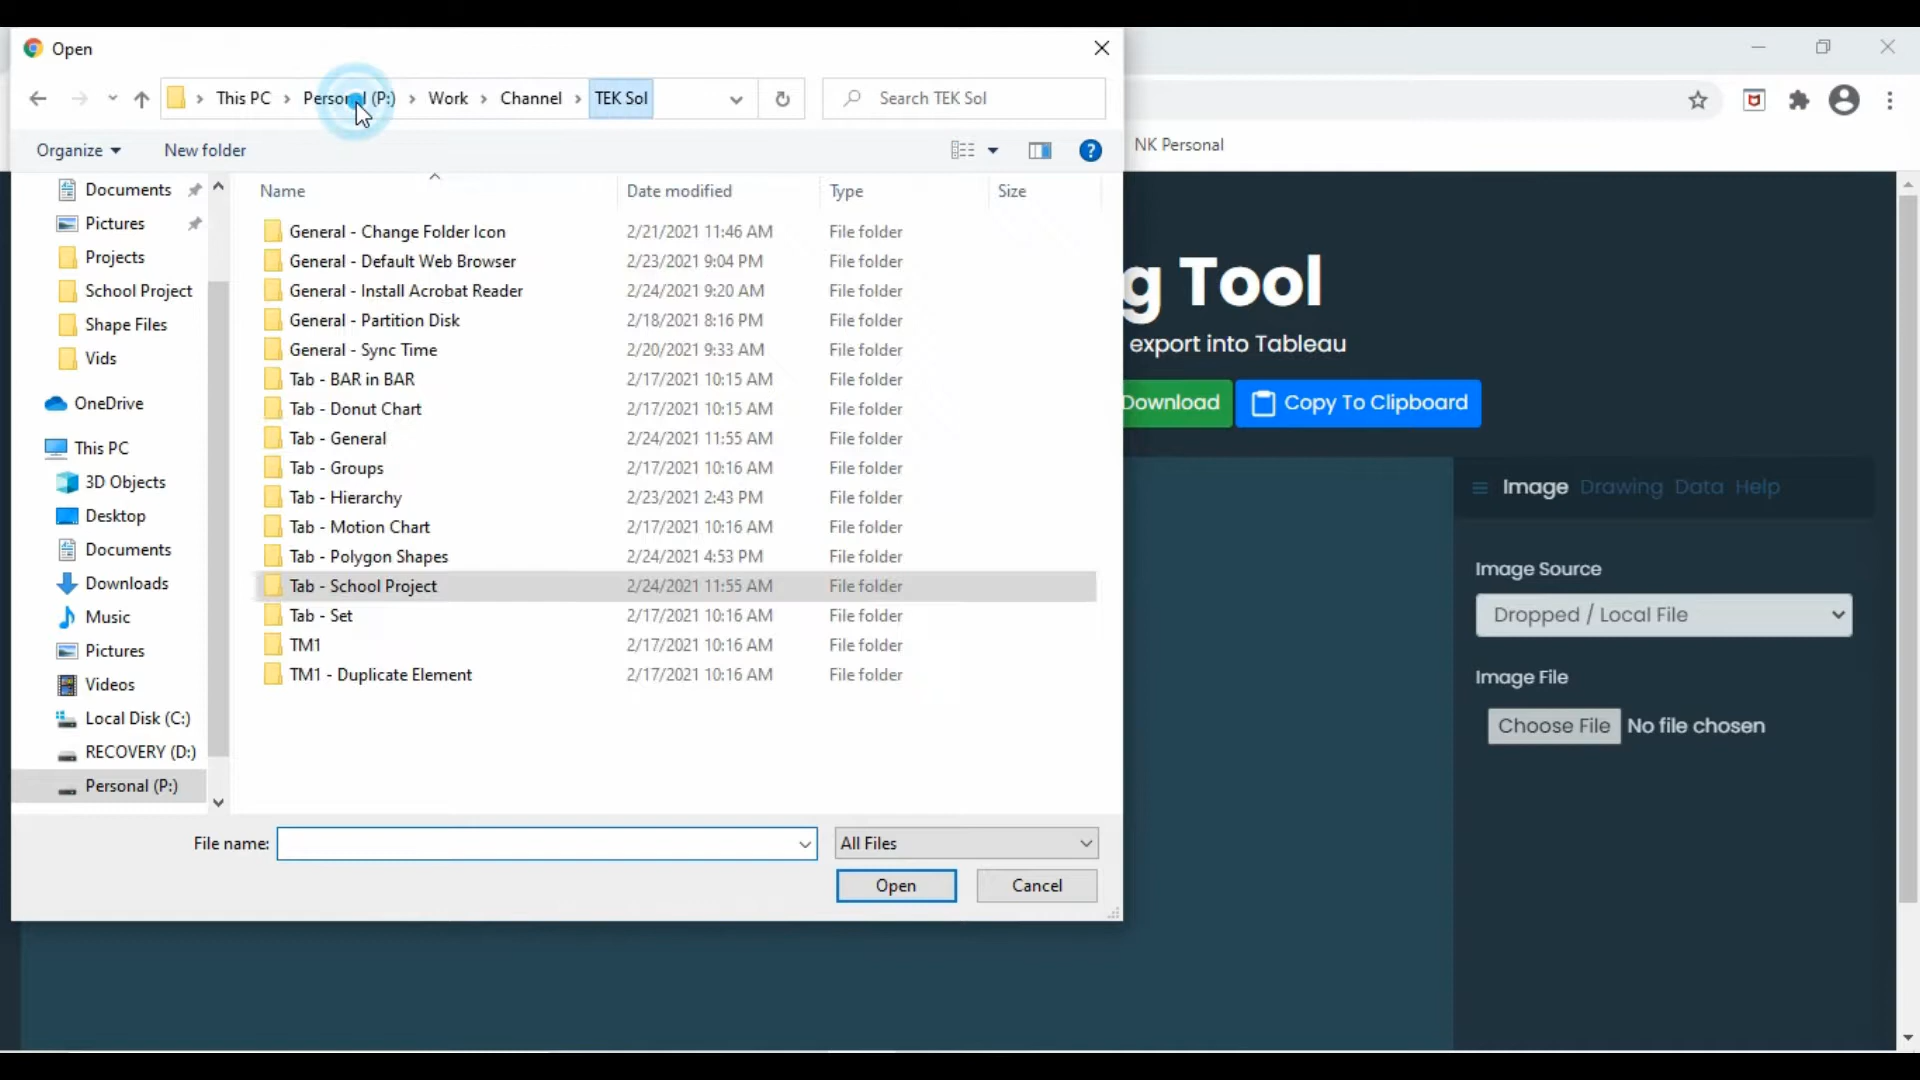 Open
This PC > Personal (P:) > Work > Channel > TEK Sol
Search TEK Sol
Organize
New folder
NK Personal
Name Date modified Type Size
Documents
Pictures
Projects
School Project
Shape Files
Vids
OneDrive
This PC
3D Objects
Desktop
Documents
Downloads
Music
Pictures
Videos
Local Disk (C:)
RECOVERY (D:)
Personal (P:)
General - Change Folder Icon 2/21/2021 11:46 AM File folder
General - Default Web Browser 2/23/2021 9:04 PM File folder
General - Install Acrobat Reader 2/24/2021 9:20 AM File folder
General - Partition Disk 2/18/2021 8:16 PM File folder
General - Sync Time 2/20/2021 9:33 AM File folder
Tab - BAR in BAR 2/17/2021 10:15 AM File folder
Tab - Donut Chart 2/17/2021 10:15 AM File folder
Tab - General 2/24/2021 11:55 AM File folder
Tab - Groups 2/17/2021 10:16 AM File folder
Tab - Hierarchy 2/23/2021 2:43 PM File folder
Tab - Motion Chart 2/17/2021 10:16 AM File folder
Tab - Polygon Shapes 2/24/2021 4:53 PM File folder
Tab - School Project 2/24/2021 11:55 AM File folder
Tab - Set 2/17/2021 10:16 AM File folder
TM1 2/17/2021 10:16 AM File folder
TM1 - Duplicate Element 2/17/2021 10:16 AM File folder
File name:
All Files
Open
Cancel
g Tool
export into Tableau
Download
Copy To Clipboard
Image Drawing Data Help
Image Source
Dropped / Local File
Image File
Choose File No file chosen